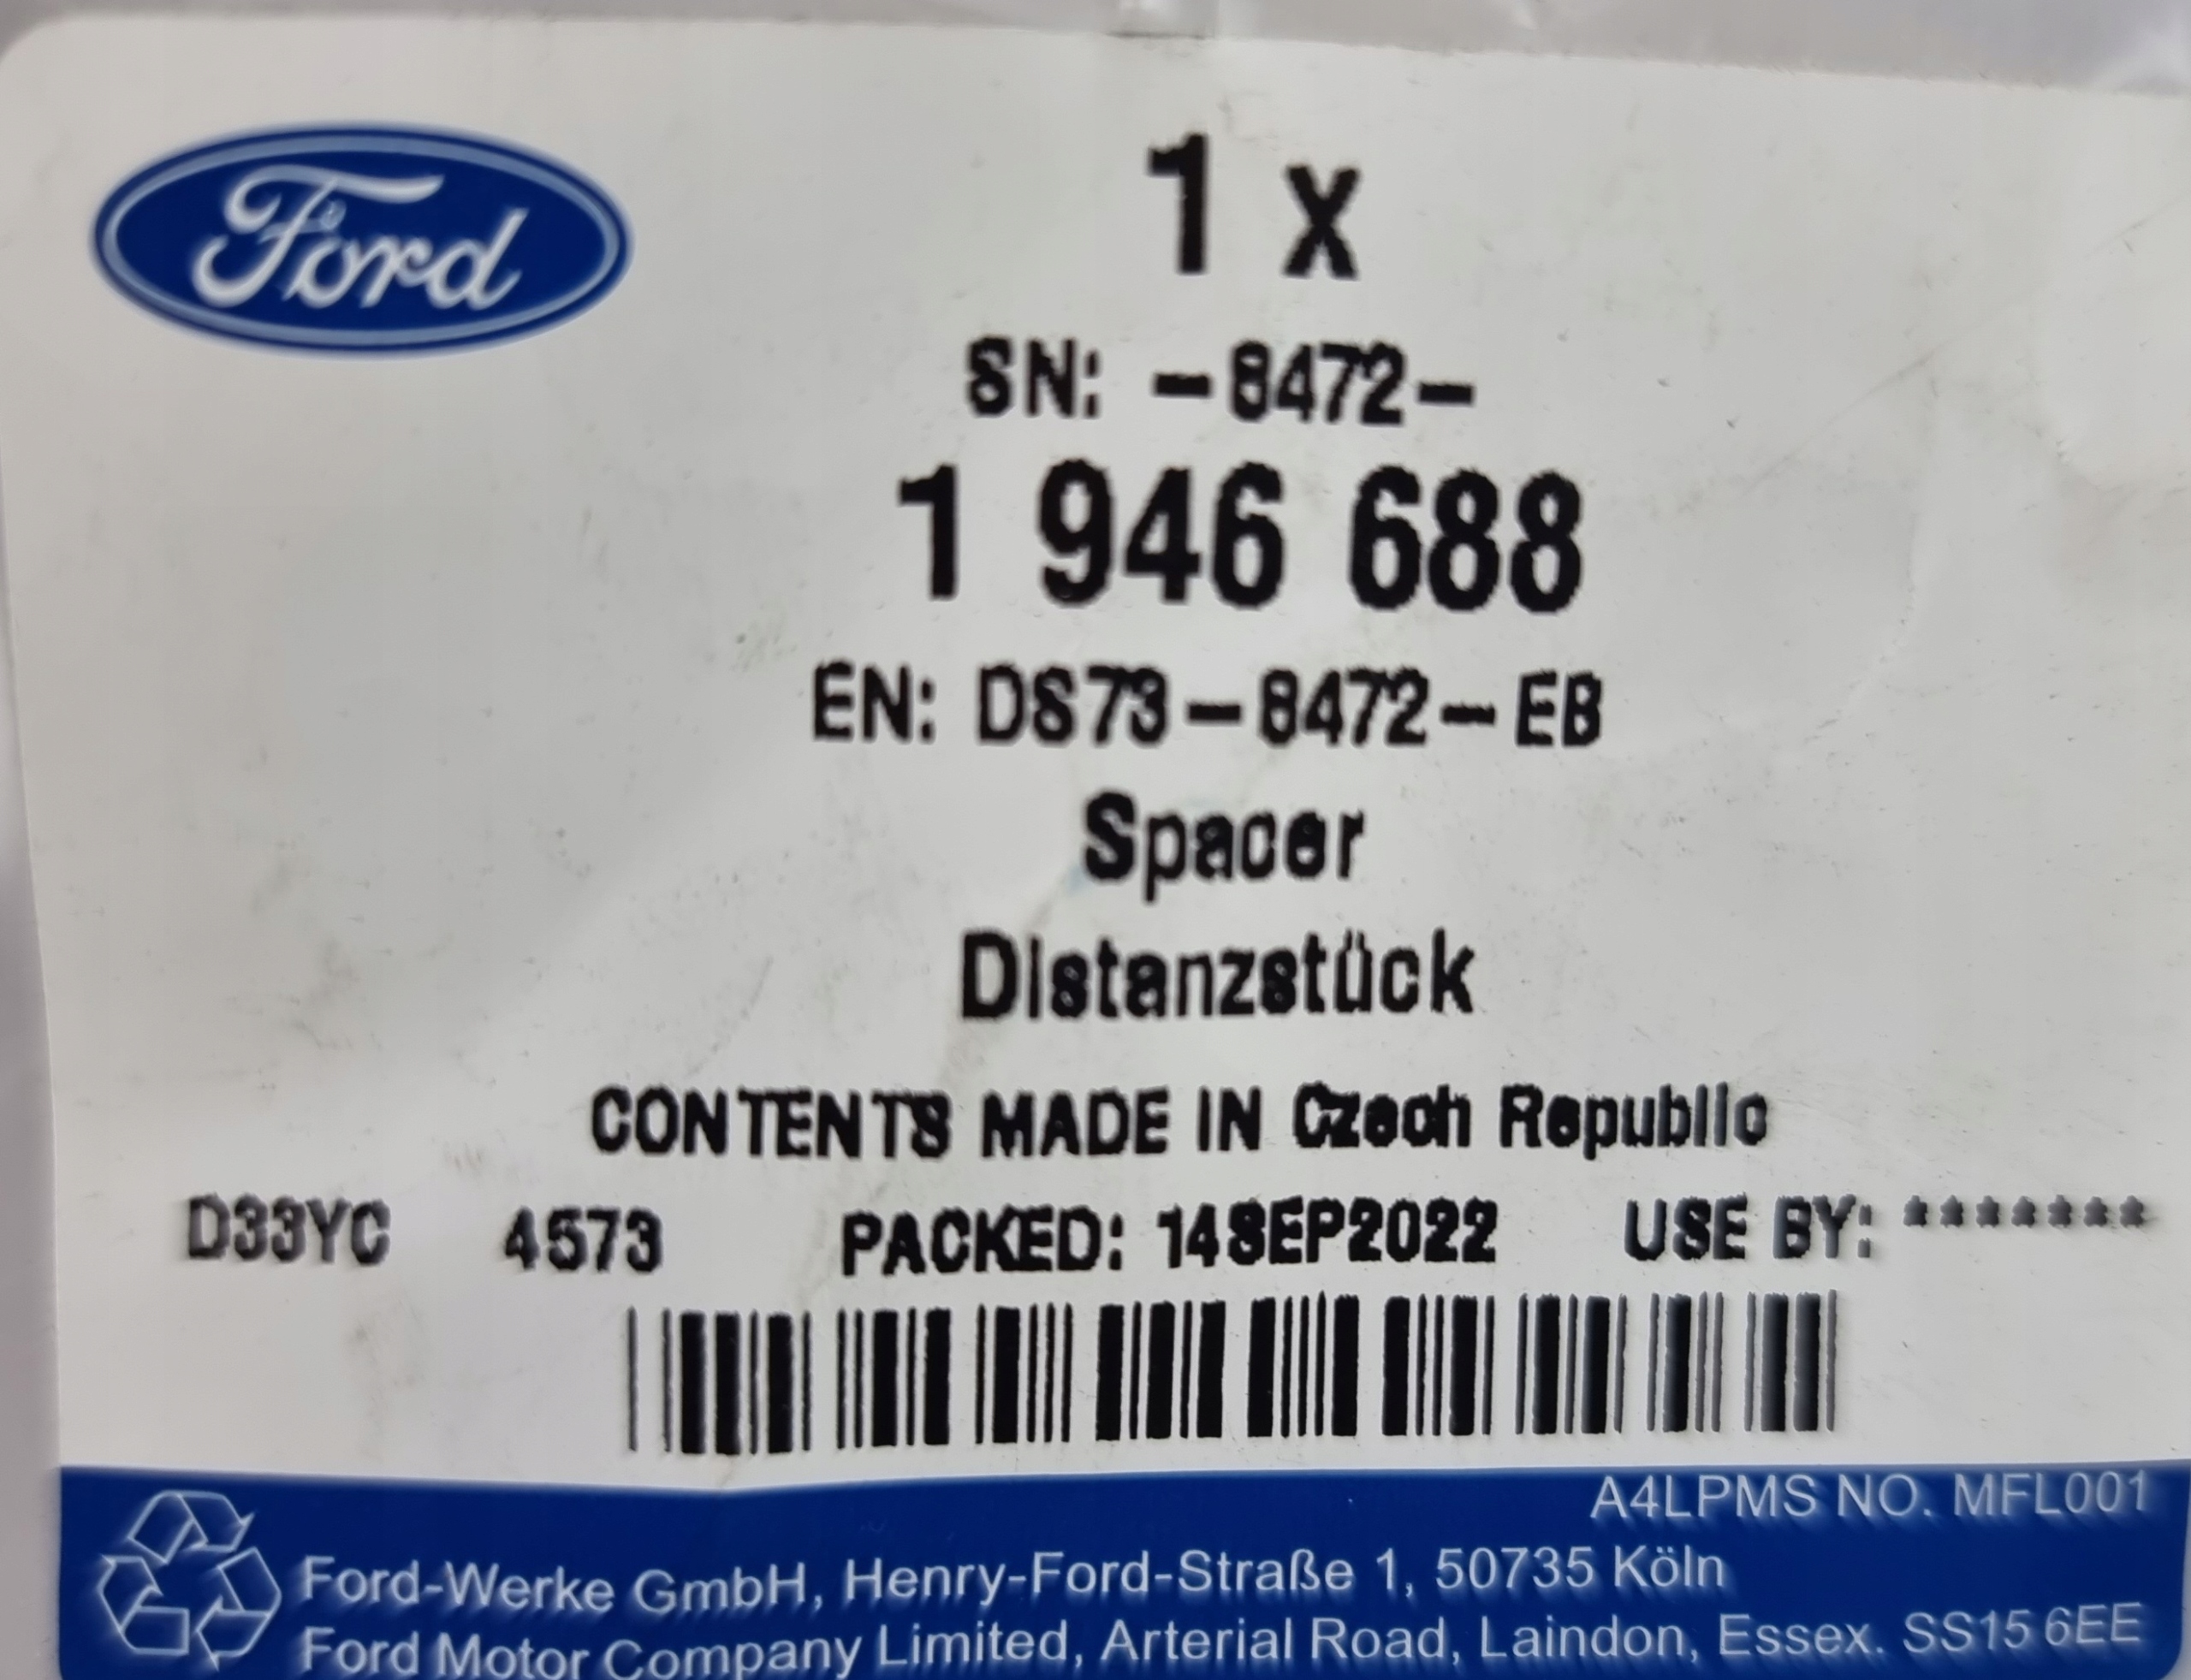 Ford
1 x
SN: -8472-
1 946 688
EN: DS73-8472-EB
Spacer
Distanzstück
CONTENTS MADE IN Czech Republic
D33YC 4573 PACKED: 14SEP2022 USE BY: *******
A4LPMS NO. MFL001
Ford-Werke GmbH, Henry-Ford-Straße 1, 50735 Köln
Ford Motor Company Limited, Arterial Road, Laindon, Essex. SS15 6EE